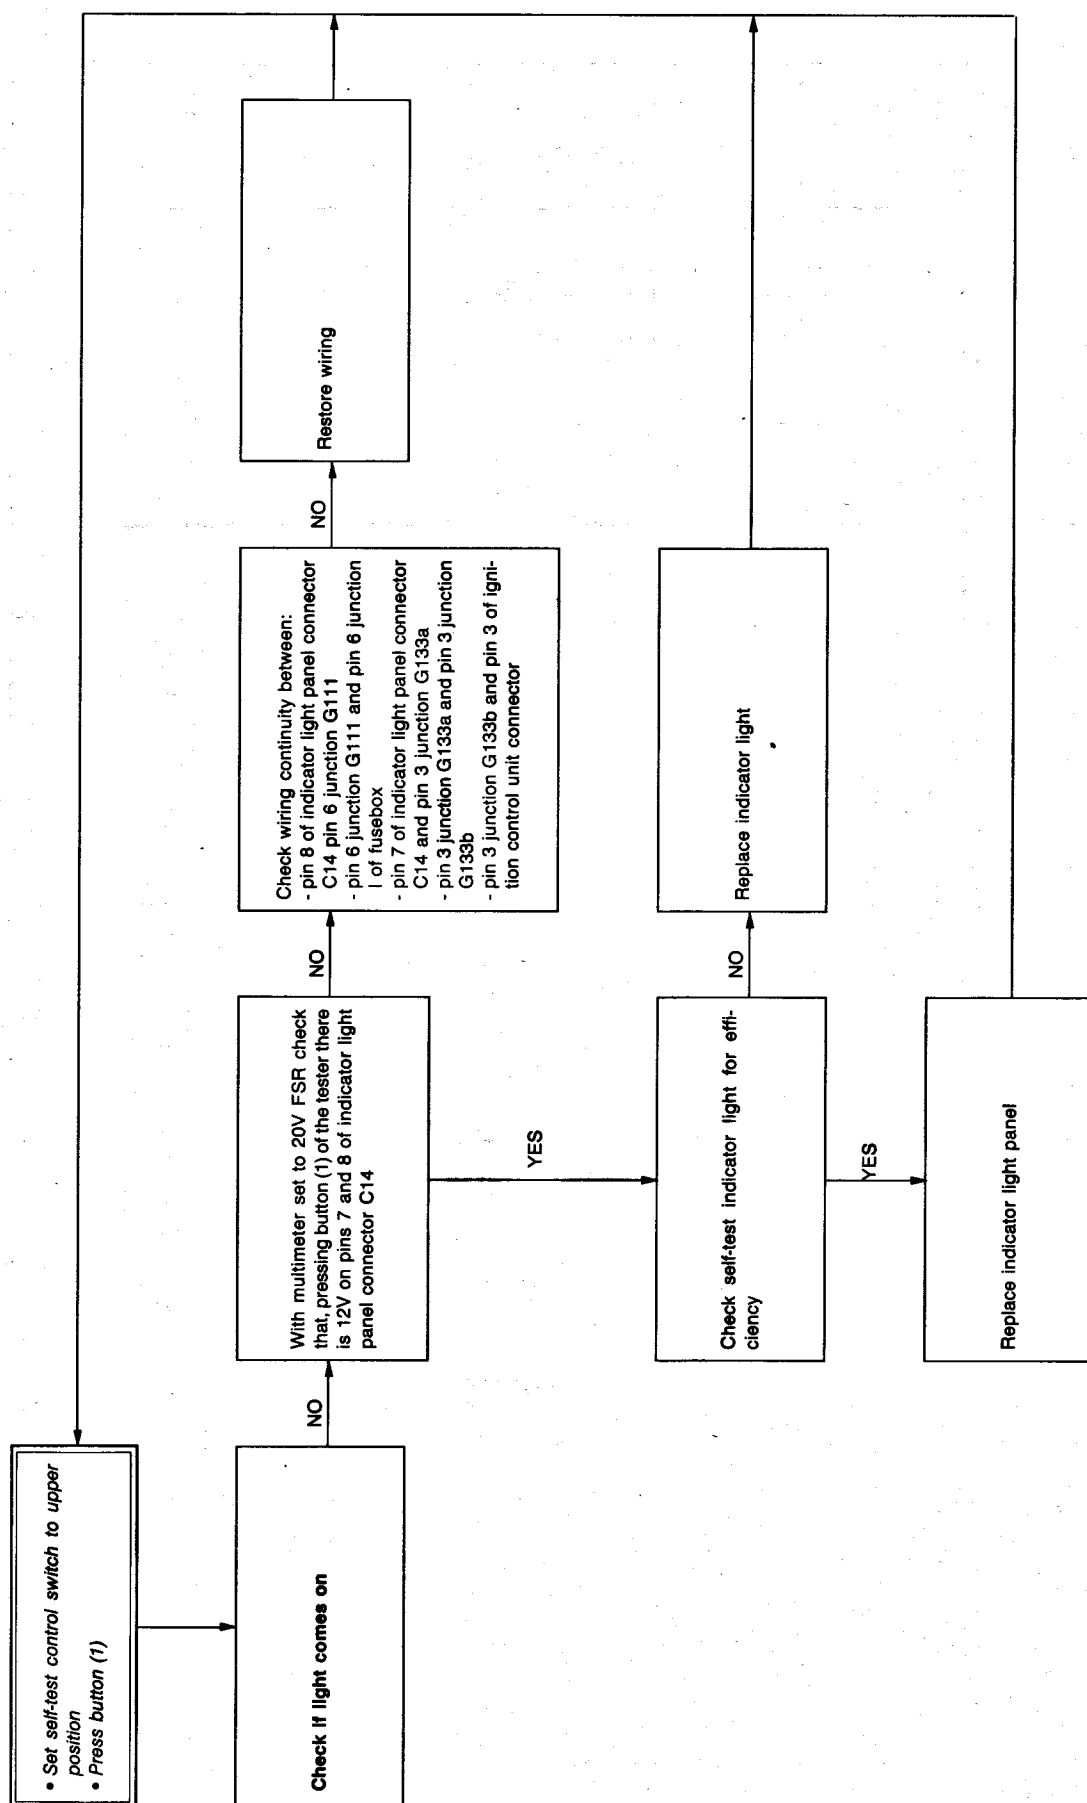 • Set self-test control switch to upper
position
• Press button (1)
Check if light comes on
NO
With multimeter set to 20V FSR check
that, pressing button (1) of the tester there
is 12V on pins 7 and 8 of indicator light
panel connector C14
NO
Check wiring continuity between:
- pin 8 of indicator light panel connector
C14 pin 6 junction G111
- pin 6 junction G111 and pin 6 junction
I of fusebox
- pin 7 of indicator light panel connector
C14 and pin 3 junction G133a
- pin 3 junction G133a and pin 3 junction
G133b
- pin 3 junction G133b and pin 3 of igni-
tion control unit connector
NO
Restore wiring
YES
Check self-test indicator light for effi-
ciency
NO
Replace indicator light
YES
Replace indicator light panel